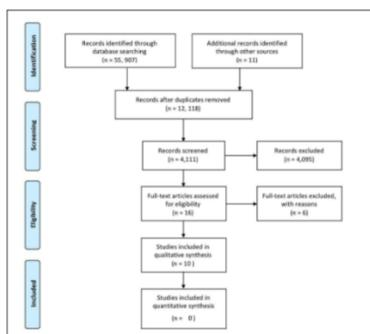 Identification
Records identified through
database searching
(n = 55, 907)
Additional records identified
through other sources
(n = 11)
Records after duplicates removed
(n = 12, 118)
Screening
Records screened
(n = 4,111)
Records excluded
(n = 4,095)
Eligibility
Full-text articles assessed
for eligibility
(n = 16)
Full-text articles excluded,
with reasons
(n = 6)
Studies included in
qualitative synthesis
(n = 10 )
Included
Studies included in
quantitative synthesis
(n = 0 )